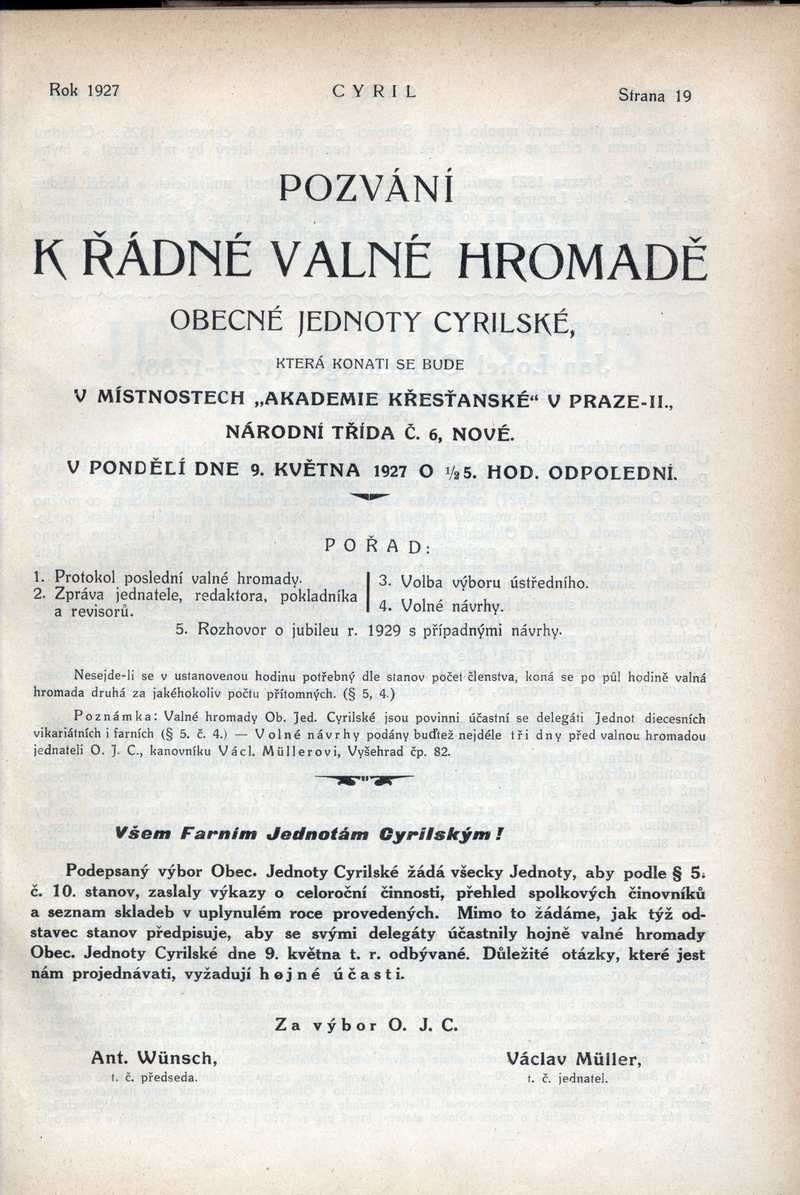 Rok 1927 CYRIL Strana 19
POZVÁNÍ
K ŘÁDNÉ VALNÉ HROMADĚ
OBECNÉ JEDNOTY CYRILSKÉ,
KTERÁ KONATI SE BUDE
V MÍSTNOSTECH „AKADEMIE KŘESŤANSKÉ“ V PRAZE-II.,
NÁRODNÍ TŘÍDA Č. 6, NOVÉ.
V PONDĚLÍ DNE 9. KVĚTNA 1927 O ½5. HOD. ODPOLEDNÍ.
POŘAD:
1. Protokol poslední valné hromady.
2. Zpráva jednatele, redaktora, pokladníka
a revisorů.
3. Volba výboru ústředního.
4. Volné návrhy.
5. Rozhovor o jubileu r. 1929 s případnými návrhy.
Nesejde-li se v ustanovenou hodinu potřebný dle stanov počet členstva, koná se po půl hodině valná
hromada druhá za jakéhokoliv počtu přítomných. (§ 5, 4.)
Poznámka: Valné hromady Ob. Jed. Cyrilské jsou povinni účastní se delegáti Jednot diecesních
vikariátních i farních (§ 5. č. 4.) — Volné návrhy podány buďtež nejdéle tři dny před valnou hromadou
jednateli O. J. C., kanovníku Václ. Müllerovi, Vyšehrad čp. 82.
Všem Farním Jednotám Cyrilským!
Podepsaný výbor Obec. Jednoty Cyrilské žádá všecky Jednoty, aby podle § 5.
č. 10. stanov, zaslaly výkazy o celoroční činnosti, přehled spolkových činovníků
a seznam skladeb v uplynulém roce provedených. Mimo to žádáme, jak týž od-
stavec stanov předpisuje, aby se svými delegáty účastnily hojně valné hromady
Obec. Jednoty Cyrilské dne 9. května t. r. odbývané. Důležité otázky, které jest
nám projednávati, vyžadují hojné účasti.
Za výbor O. J. C.
Ant. Wünsch, Václav Müller,
t. č. předseda. t. č. jednatel.